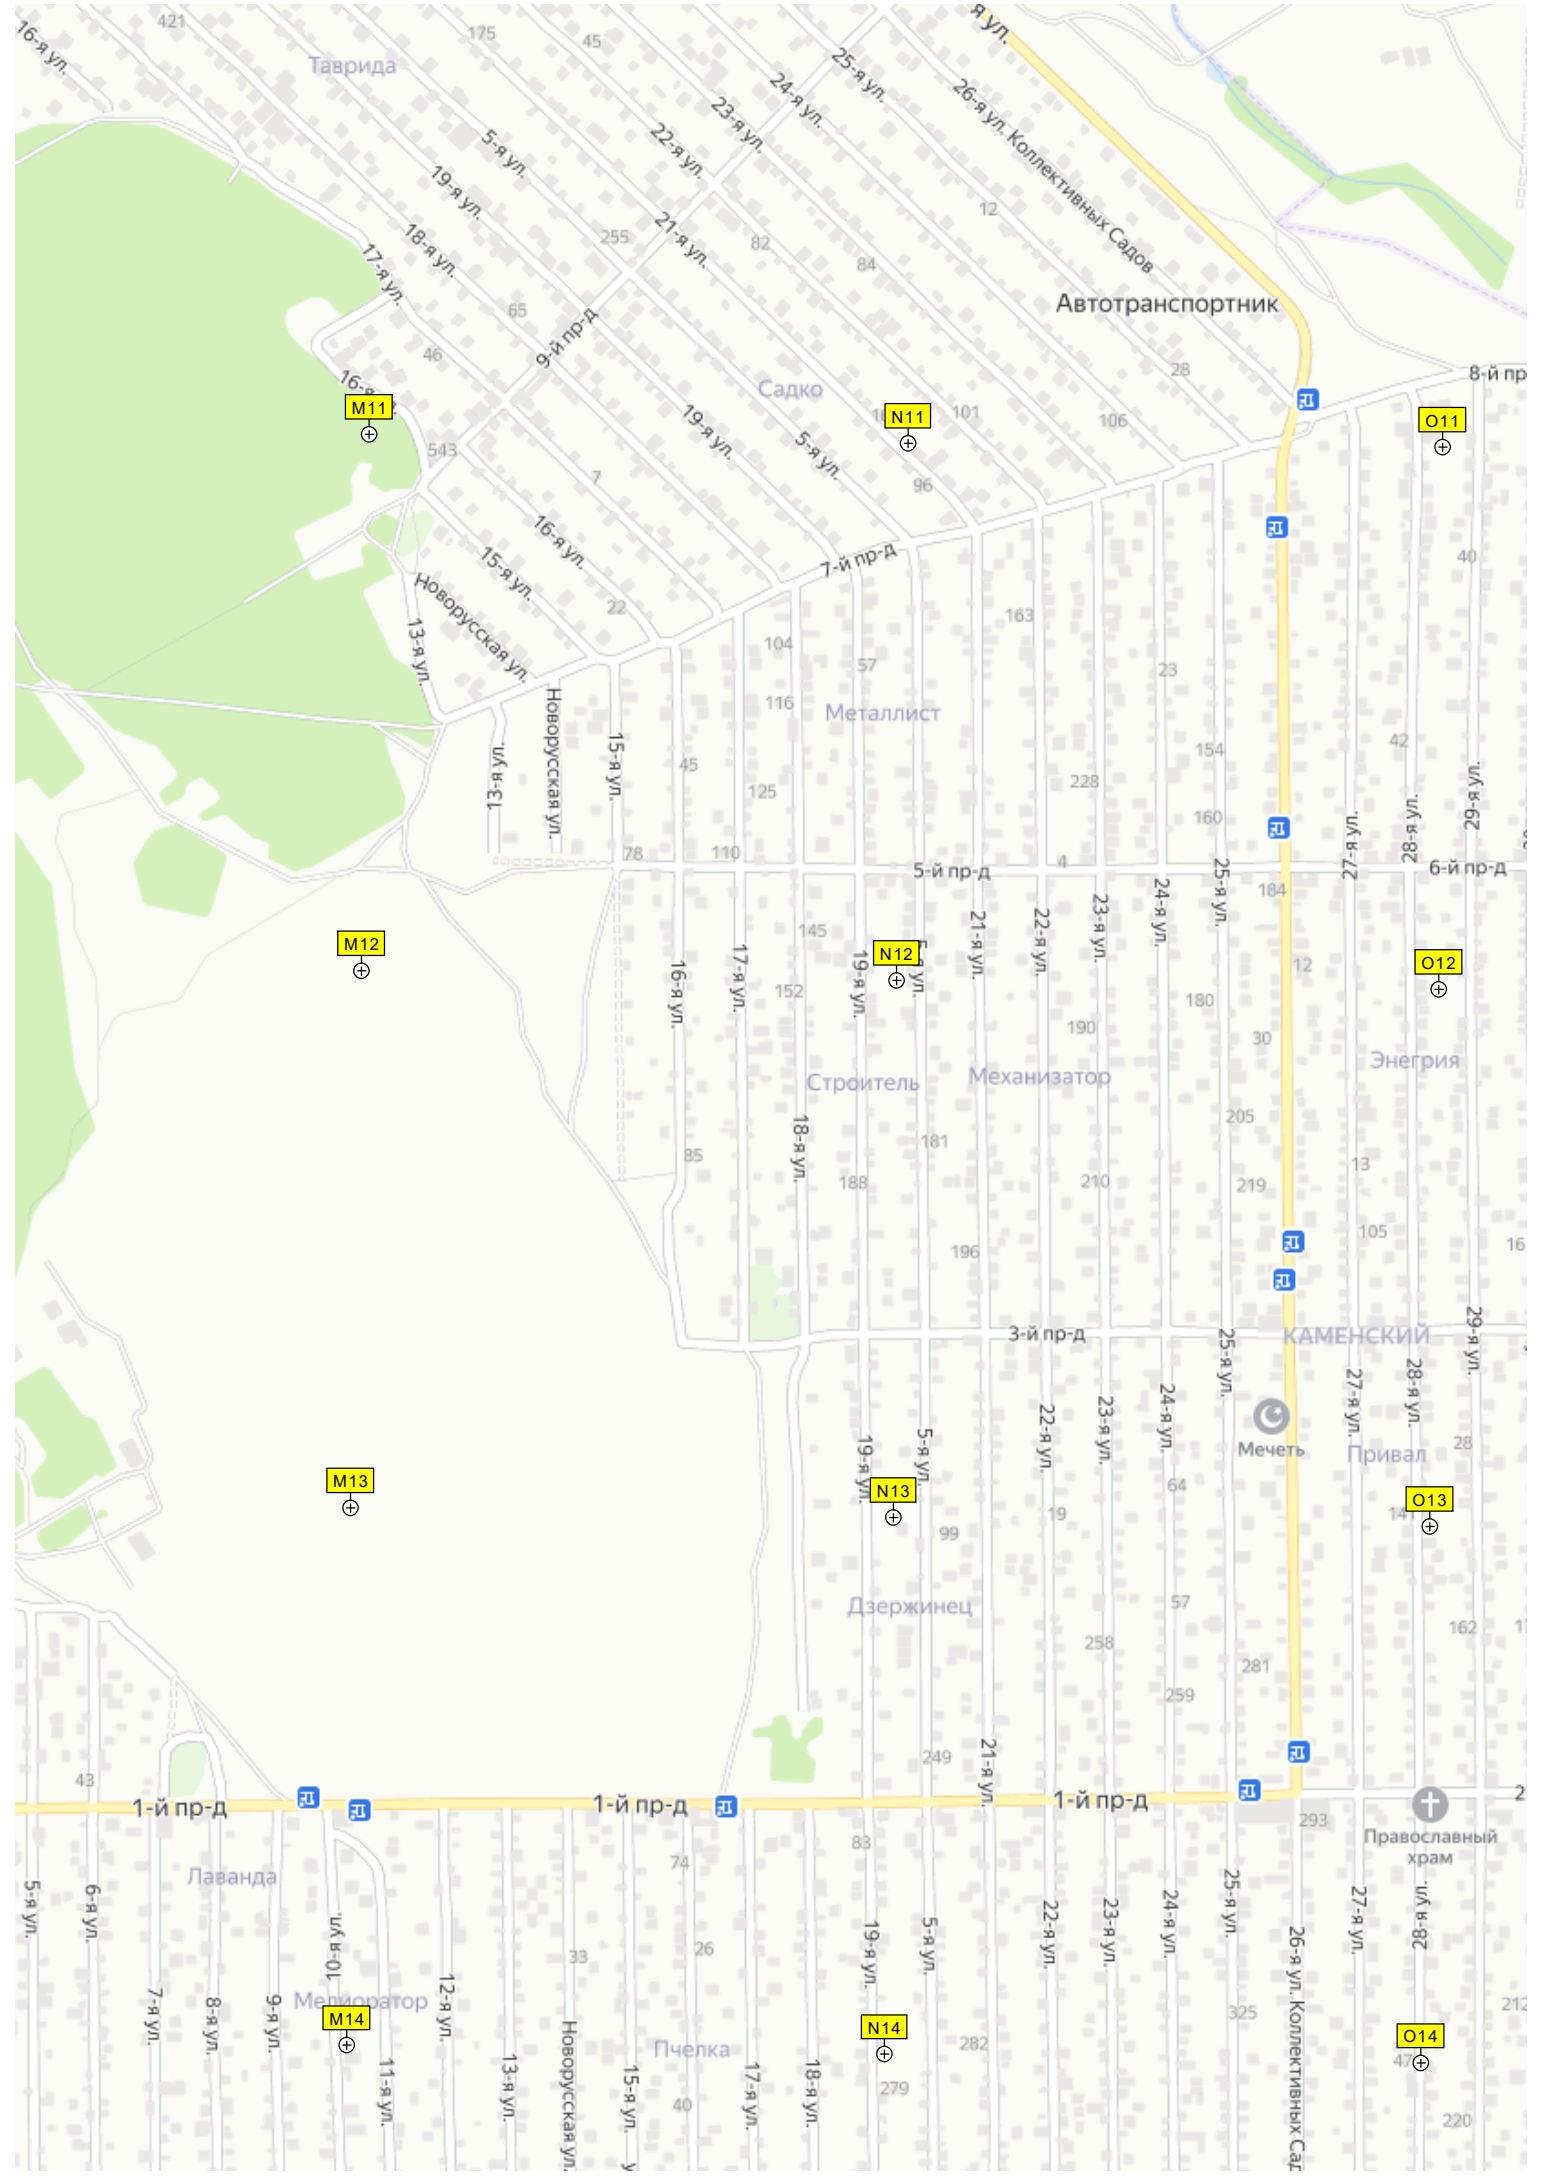 я ул.
421
16-я ул.
175
45
Таврида
25-я ул.
24-я ул.
26-я ул. Коллективных Садов
23-я ул.
22-я ул.
5-я ул.
19-я ул.
12
21-я ул.
255
82
18-я ул.
84
17-я ул.
Автотранспортник
65
9-й пр-д
46
28
8-й пр
Садко
16-я
M11
N11
101
106
O11
19-я ул.
5-я ул.
543
7
96
16-я ул.
7-й пр-д
40
15-я ул.
Новорусская ул.
22
163
13-я ул.
104
57
23
116
Металлист
Новорусская ул.
13-я ул.
15-я ул.
42
154
45
228
125
29-я ул.
28-я ул.
160
27-я ул.
78
110
4
5-й пр-д
6-й пр-д
184
25-я ул.
24-я ул.
23-я ул.
22-я ул.
21-я ул.
145
M12
N12
O12
17-я ул.
16-я ул.
19-я ул.
12
152
180
190
30
Энегрия
Строитель
Механизатор
205
18-я ул.
181
85
13
188
210
219
105
196
16
3-й пр-д
КАМЕНСКИЙ
25-я ул.
29-я ул.
28-я ул.
27-я ул.
24-я ул.
23-я ул.
22-я ул.
Мечеть
Привал
28
19-я ул.
5-я ул.
M13
N13
O13
64
19
141
99
57
Дзержинец
162
258
281
259
249
21-я ул.
43
1-й пр-д
1-й пр-д
1-й пр-д
2
293
83
Православный
храм
74
Лаванда
5-я ул.
6-я ул.
10-я ул.
19-я ул.
5-я ул.
22-я ул.
23-я ул.
24-я ул.
25-я ул.
27-я ул.
28-я ул.
26-я ул. Коллективных Сад
33
26
7-я ул.
8-я ул.
9-я ул.
Мелиоратор
12-я ул.
212
325
M14
N14
O14
Новорусская ул.
Пчелка
282
47
11-я ул.
13-я ул.
15-я ул.
17-я ул.
18-я ул.
279
40
220